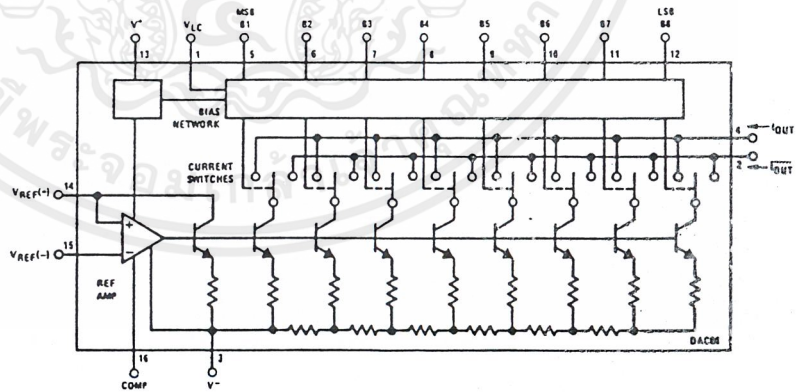 MSB LSB
V+ VLC B1 B2 B3 B4 B5 B6 B7 B8
13 1 5 6 7 8 9 10 11 12
BIAS
NETWORK
4 IOUT
2 IOUT
CURRENT
SWITCHES
VREF(-) 14
+
VREF(-) 15
-
REF
AMP
DAC08
16 3
COMP V-